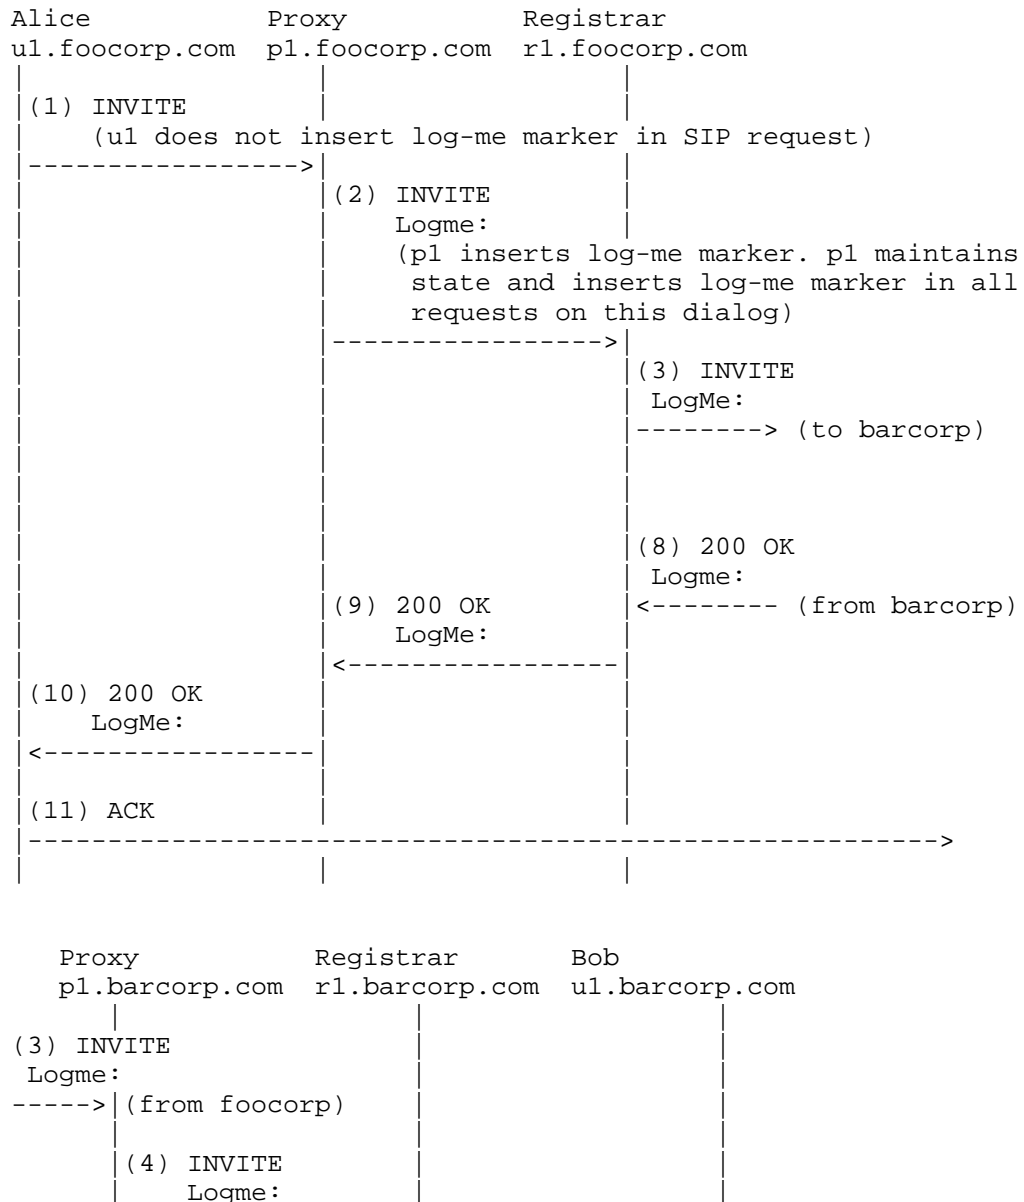 Alice Proxy Registrar
u1.foocorp.com p1.foocorp.com r1.foocorp.com
(1) INVITE
(u1 does not insert log-me marker in SIP request)
----------------->
(2) INVITE
Logme:
(p1 inserts log-me marker. p1 maintains
state and inserts log-me marker in all
requests on this dialog)
----------------->
(3) INVITE
LogMe:
--------> (to barcorp)
(8) 200 OK
Logme:
(9) 200 OK <-------- (from barcorp)
LogMe:
<-----------------
(10) 200 OK
LogMe:
<-----------------
(11) ACK
--------------------------------------------------------->
Proxy Registrar Bob
p1.barcorp.com r1.barcorp.com u1.barcorp.com
(3) INVITE
Logme:
----->|(from foocorp)
(4) INVITE
Logme: